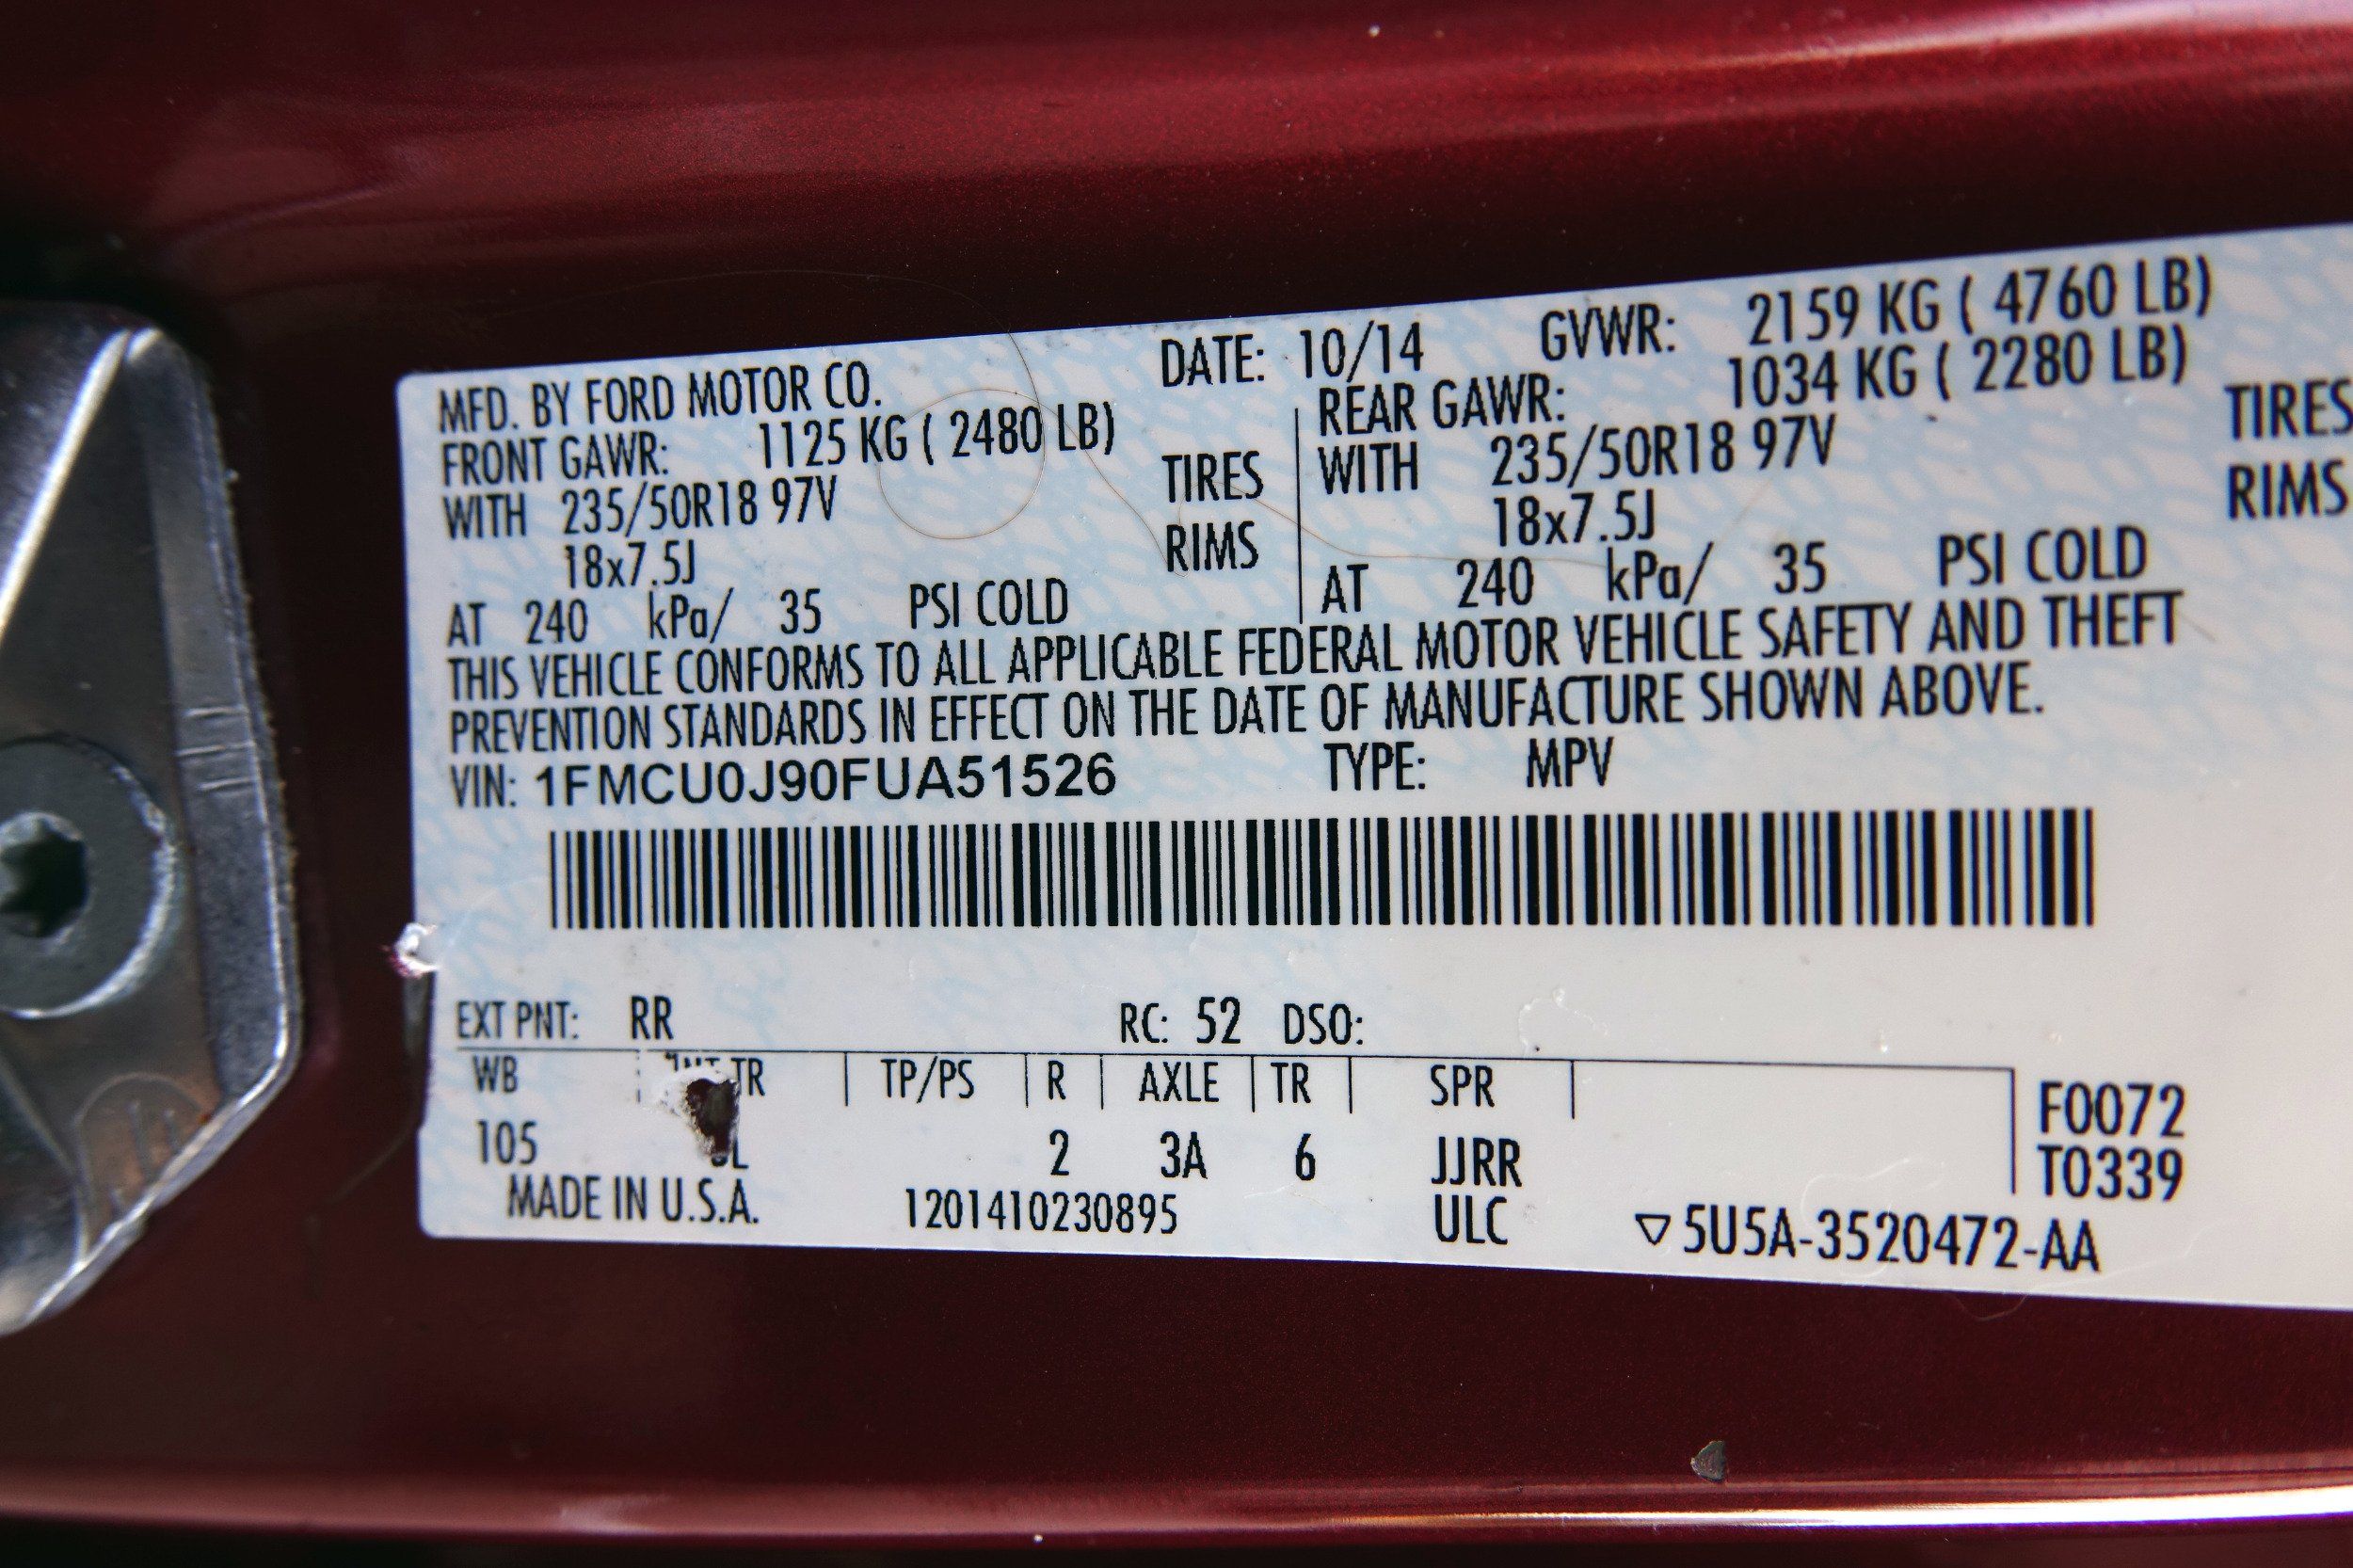 MFD. BY FORD MOTOR CO. DATE: 10/14 GVWR: 2159 KG ( 4760 LB)
FRONT GAWR: 1125 KG ( 2480 LB) REAR GAWR: 1034 KG ( 2280 LB)
WITH 235/50R18 97V TIRES WITH 235/50R18 97V TIRES
18x7.5J RIMS 18x7.5J RIMS
AT 240 kPa/ 35 PSI COLD AT 240 kPa/ 35 PSI COLD
THIS VEHICLE CONFORMS TO ALL APPLICABLE FEDERAL MOTOR VEHICLE SAFETY AND THEFT
PREVENTION STANDARDS IN EFFECT ON THE DATE OF MANUFACTURE SHOWN ABOVE.
VIN: 1FMCU0J90FUA51526 TYPE: MPV
EXT PNT: RR RC: 52 DSO:
WB TR TP/PS R AXLE TR SPR F0072
105 2 3A 6 JJRR T0339
MADE IN U.S.A. 1201410230895 ULC ▽ 5U5A-3520472-AA